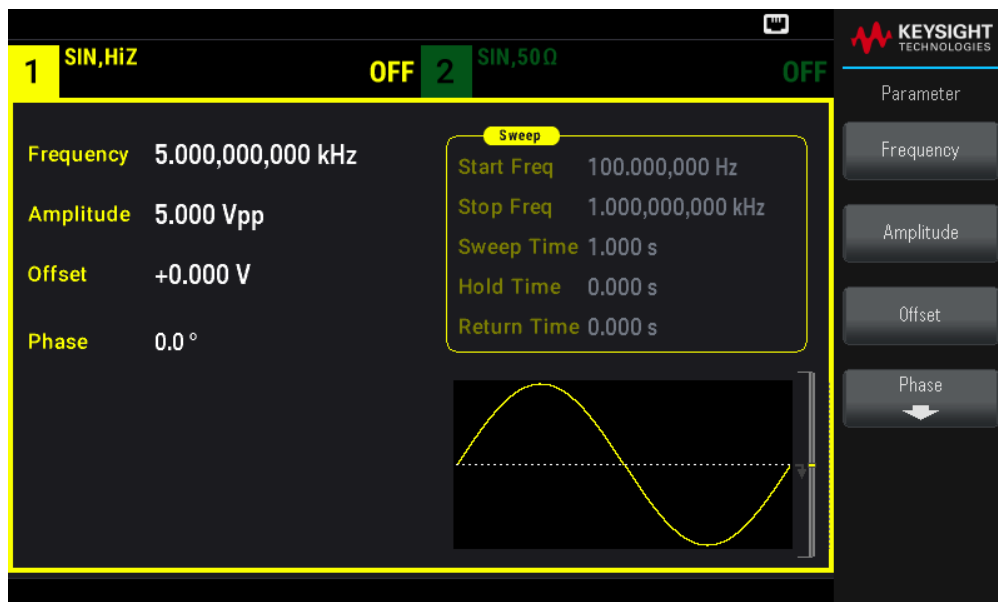 1 SIN,HiZ OFF
2 SIN,50Ω OFF
KEYSIGHT
TECHNOLOGIES
Frequency 5.000,000,000 kHz
Amplitude 5.000 Vpp
Offset +0.000 V
Phase 0.0 °
Sweep
Start Freq 100.000,000 Hz
Stop Freq 1.000,000,000 kHz
Sweep Time 1.000 s
Hold Time 0.000 s
Return Time 0.000 s
Parameter
Frequency
Amplitude
Offset
Phase